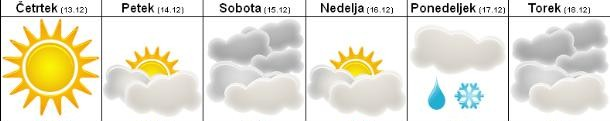 Četrtek (13.12)
Petek (14.12)
Sobota (15.12)
Nedelja (16.12)
Ponedeljek (17.12)
Torek (18.12)